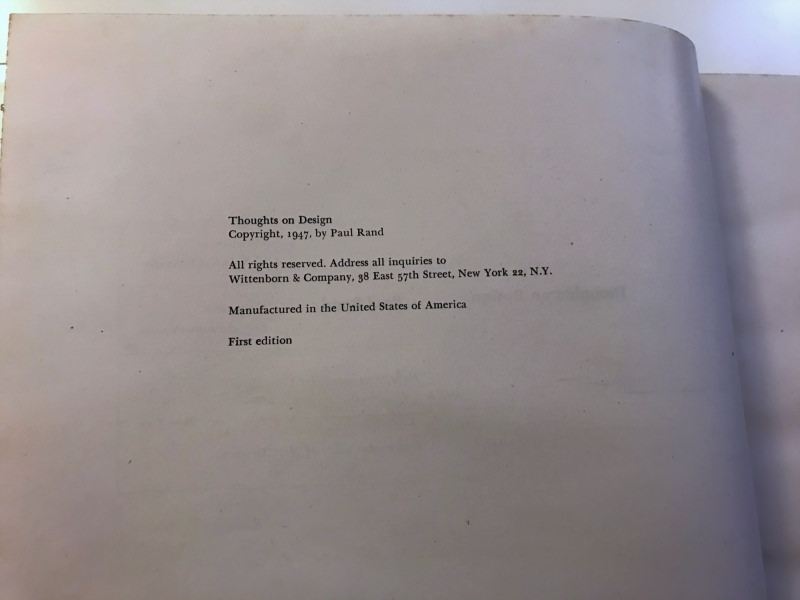 Thoughts on Design
Copyright, 1947, by Paul Rand
All rights reserved. Address all inquiries to
Wittenborn & Company, 38 East 57th Street, New York 22, N.Y.
Manufactured in the United States of America
First edition